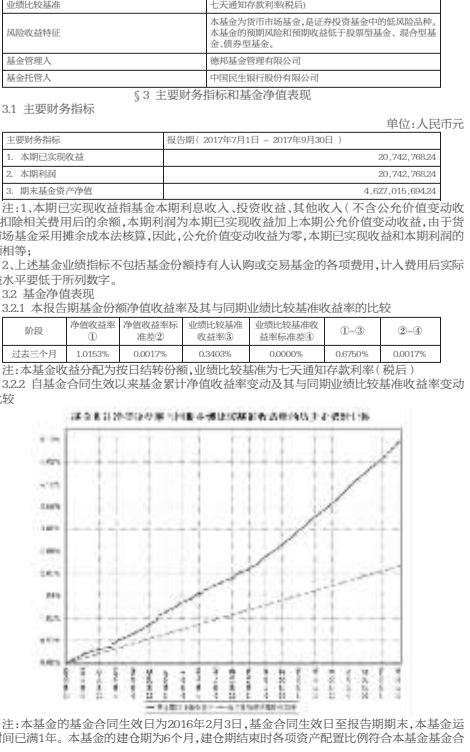 业绩比较基准 七天通知存款利率(税后)
风险收益特征
本基金为货币市场基金,是证券投资基金中的低风险品种。
本基金的预期风险和预期收益低于股票型基金、混合型基
金、债券型基金。
基金管理人 德邦基金管理有限公司
基金托管人 中国民生银行股份有限公司
§3 主要财务指标和基金净值表现
3.1 主要财务指标
单位:人民币元
主要财务指标 报告期( 2017年7月1日 - 2017年9月30日 )
1. 本期已实现收益 20,742,768.24
2. 本期利润 20,742,768.24
3. 期末基金资产净值 4,627,015,694.24
注:1、本期已实现收益指基金本期利息收入、投资收益、其他收入(不含公允价值变动收
扣除相关费用后的余额,本期利润为本期已实现收益加上本期公允价值变动收益,由于货
市场基金采用摊余成本法核算,因此,公允价值变动收益为零,本期已实现收益和本期利润的
相等;
2、上述基金业绩指标不包括基金份额持有人认购或交易基金的各项费用,计入费用后实际
水平要低于所列数字。
3.2 基金净值表现
3.2.1 本报告期基金份额净值收益率及其与同期业绩比较基准收益率的比较
阶段 净值收益率① 净值收益率标准差② 业绩比较基准收益率③ 业绩比较基准收益率标准差④ ①-③ ②-④
过去三个月 1.0153% 0.0017% 0.3403% 0.0000% 0.6750% 0.0017%
注:本基金收益分配为按日结转份额,业绩比较基准为七天通知存款利率(税后)
3.2.2 自基金合同生效以来基金累计净值收益率变动及其与同期业绩比较基准收益率变动
较
注:本基金的基金合同生效日为2016年2月3日,基金合同生效日至报告期期末,本基金运
时间已满1年。本基金的建仓期为6个月,建仓期结束时各项资产配置比例符合本基金基金合